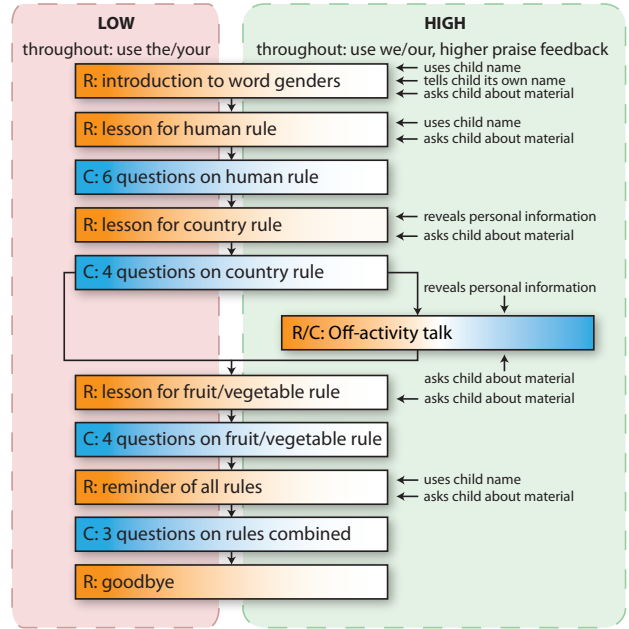 LOW
HIGH
throughout: use the/your
throughout: use we/our, higher praise feedback
R: introduction to word genders
uses child name
tells child its own name
asks child about material
R: lesson for human rule
uses child name
asks child about material
C: 6 questions on human rule
R: lesson for country rule
reveals personal information
asks child about material
C: 4 questions on country rule
reveals personal information
R/C: Off-activity talk
asks child about material
R: lesson for fruit/vegetable rule
asks child about material
C: 4 questions on fruit/vegetable rule
R: reminder of all rules
uses child name
asks child about material
C: 3 questions on rules combined
R: goodbye